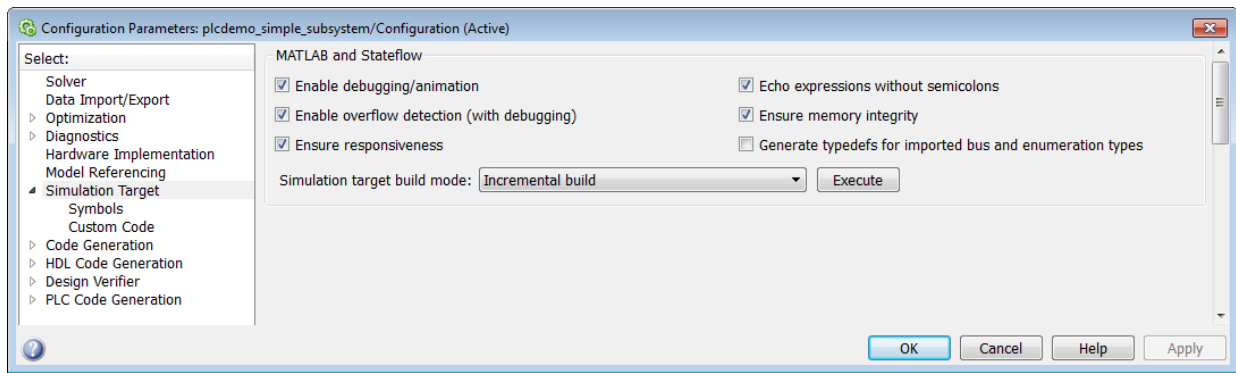 Configuration Parameters: plcdemo_simple_subsystem/Configuration (Active)
Select:
Solver
Data Import/Export
Optimization
Diagnostics
Hardware Implementation
Model Referencing
Simulation Target
Symbols
Custom Code
Code Generation
HDL Code Generation
Design Verifier
PLC Code Generation
MATLAB and Stateflow
Enable debugging/animation
Echo expressions without semicolons
Enable overflow detection (with debugging)
Ensure memory integrity
Ensure responsiveness
Generate typedefs for imported bus and enumeration types
Simulation target build mode: Incremental build Execute
OK Cancel Help Apply